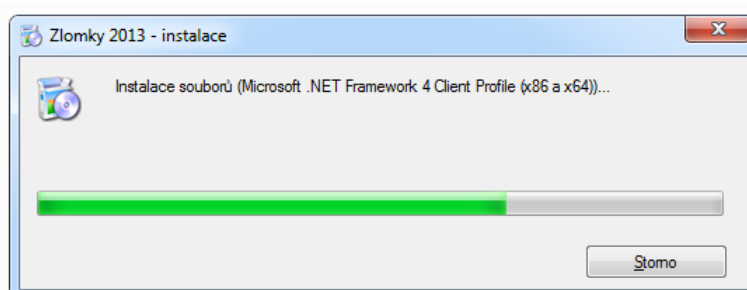 Zlomky 2013 - instalace
Instalace souborů (Microsoft .NET Framework 4 Client Profile (x86 a x64))...
Storno